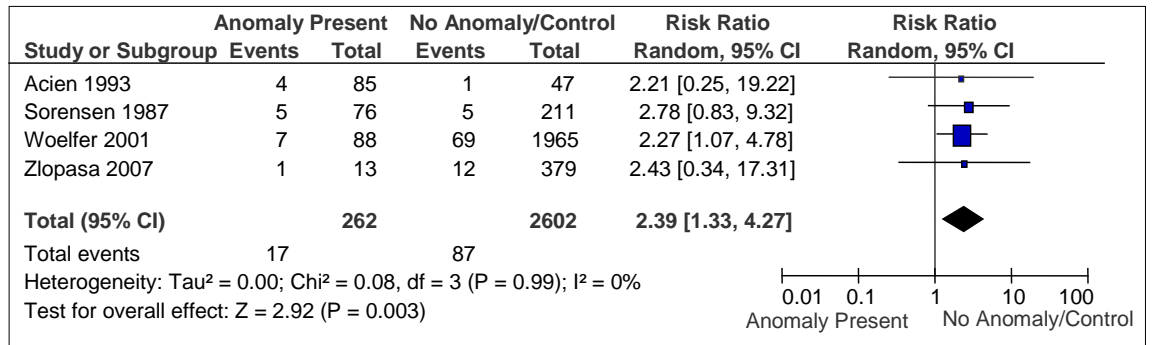 Anomaly Present No Anomaly/Control Risk Ratio Risk Ratio
Study or Subgroup Events Total Events Total Random, 95% CI Random, 95% CI
Acien 1993 4 85 1 47 2.21 [0.25, 19.22]
Sorensen 1987 5 76 5 211 2.78 [0.83, 9.32]
Woelfer 2001 7 88 69 1965 2.27 [1.07, 4.78]
Zlopasa 2007 1 13 12 379 2.43 [0.34, 17.31]
Total (95% CI) 262 2602 2.39 [1.33, 4.27]
Total events 17 87
Heterogeneity: Tau² = 0.00; Chi² = 0.08, df = 3 (P = 0.99); I² = 0%
Test for overall effect: Z = 2.92 (P = 0.003)
0.01 0.1 1 10 100
Anomaly Present No Anomaly/Control